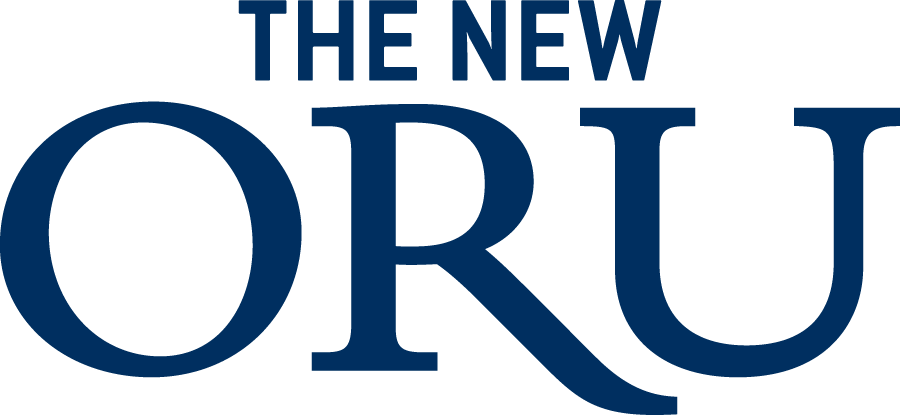 THE NEW
ORU